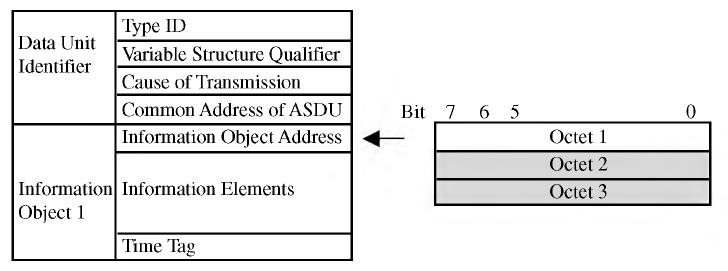 Data Unit
Identifier
Type ID
Variable Structure Qualifier
Cause of Transmission
Common Address of ASDU
Information
Object 1
Information Object Address
Information Elements
Time Tag
Bit 7 6 5 0
Octet 1
Octet 2
Octet 3